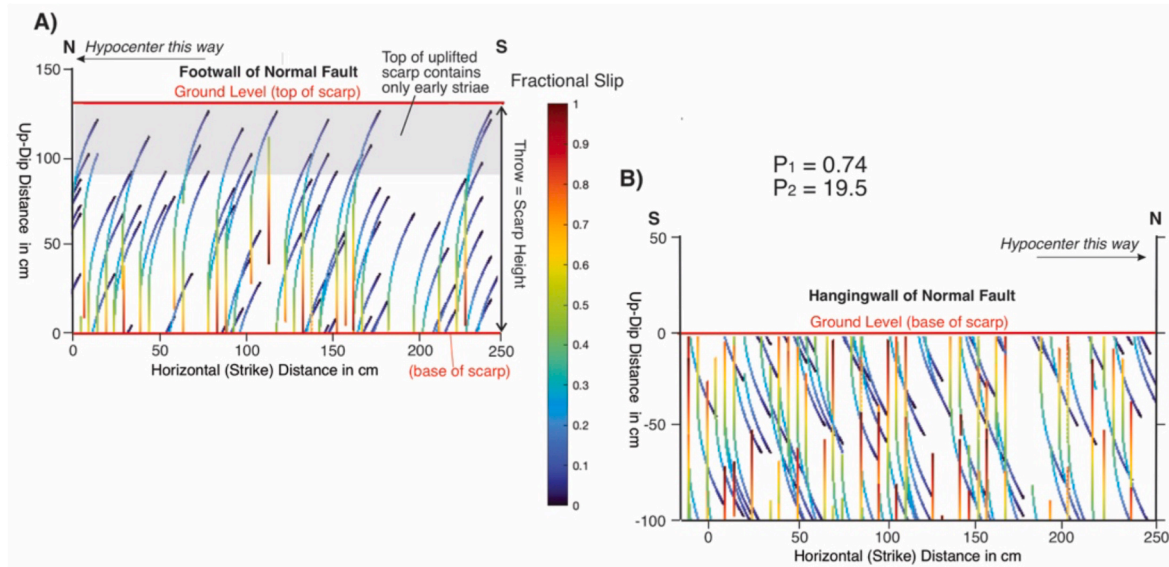 A)
N
Hypocenter this way
S
Top of uplifted
scarp contains
only early striae
Footwall of Normal Fault
Ground Level (top of scarp)
Fractional Slip
150
100
50
0
Up-Dip Distance in cm
Throw = Scarp Height
0
50
100
150
200
250
Horizontal (Strike) Distance in cm
(base of scarp)
1
0.9
0.8
0.7
0.6
0.5
0.4
0.3
0.2
0.1
0
P1 = 0.74
P2 = 19.5
B)
S
N
Hypocenter this way
Hangingwall of Normal Fault
Ground Level (base of scarp)
50
0
-50
-100
Up-Dip Distance in cm
0
50
100
150
200
250
Horizontal (Strike) Distance in cm